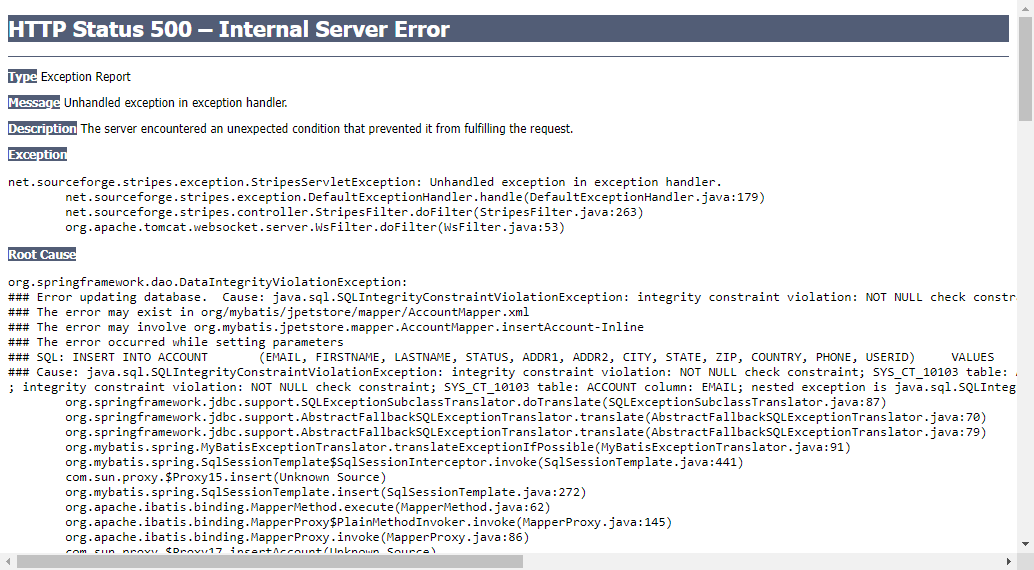 HTTP Status 500 – Internal Server Error
Type Exception Report
Message Unhandled exception in exception handler.
Description The server encountered an unexpected condition that prevented it from fulfilling the request.
Exception
net.sourceforge.stripes.exception.StripesServletException: Unhandled exception in exception handler.
net.sourceforge.stripes.exception.DefaultExceptionHandler.handle(DefaultExceptionHandler.java:179)
net.sourceforge.stripes.controller.StripesFilter.doFilter(StripesFilter.java:263)
org.apache.tomcat.websocket.server.WsFilter.doFilter(WsFilter.java:53)
Root Cause
org.springframework.dao.DataIntegrityViolationException:
### Error updating database.  Cause: java.sql.SQLIntegrityConstraintViolationException: integrity constraint violation: NOT NULL check constr
### The error may exist in org/mybatis/jpetstore/mapper/AccountMapper.xml
### The error may involve org.mybatis.jpetstore.mapper.AccountMapper.insertAccount-Inline
### The error occurred while setting parameters
### SQL: INSERT INTO ACCOUNT       (EMAIL, FIRSTNAME, LASTNAME, STATUS, ADDR1, ADDR2, CITY, STATE, ZIP, COUNTRY, PHONE, USERID)     VALUES
### Cause: java.sql.SQLIntegrityConstraintViolationException: integrity constraint violation: NOT NULL check constraint; SYS_CT_10103 table:
; integrity constraint violation: NOT NULL check constraint; SYS_CT_10103 table: ACCOUNT column: EMAIL; nested exception is java.sql.SQLInteg
org.springframework.jdbc.support.SQLExceptionSubclassTranslator.doTranslate(SQLExceptionSubclassTranslator.java:87)
org.springframework.jdbc.support.AbstractFallbackSQLExceptionTranslator.translate(AbstractFallbackSQLExceptionTranslator.java:70)
org.springframework.jdbc.support.AbstractFallbackSQLExceptionTranslator.translate(AbstractFallbackSQLExceptionTranslator.java:79)
org.mybatis.spring.MyBatisExceptionTranslator.translateExceptionIfPossible(MyBatisExceptionTranslator.java:91)
org.mybatis.spring.SqlSessionTemplate$SqlSessionInterceptor.invoke(SqlSessionTemplate.java:441)
com.sun.proxy.$Proxy15.insert(Unknown Source)
org.mybatis.spring.SqlSessionTemplate.insert(SqlSessionTemplate.java:272)
org.apache.ibatis.binding.MapperMethod.execute(MapperMethod.java:62)
org.apache.ibatis.binding.MapperProxy$PlainMethodInvoker.invoke(MapperProxy.java:145)
org.apache.ibatis.binding.MapperProxy.invoke(MapperProxy.java:86)
com.sun.proxy.$Proxy17.insertAccount(Unknown Source)